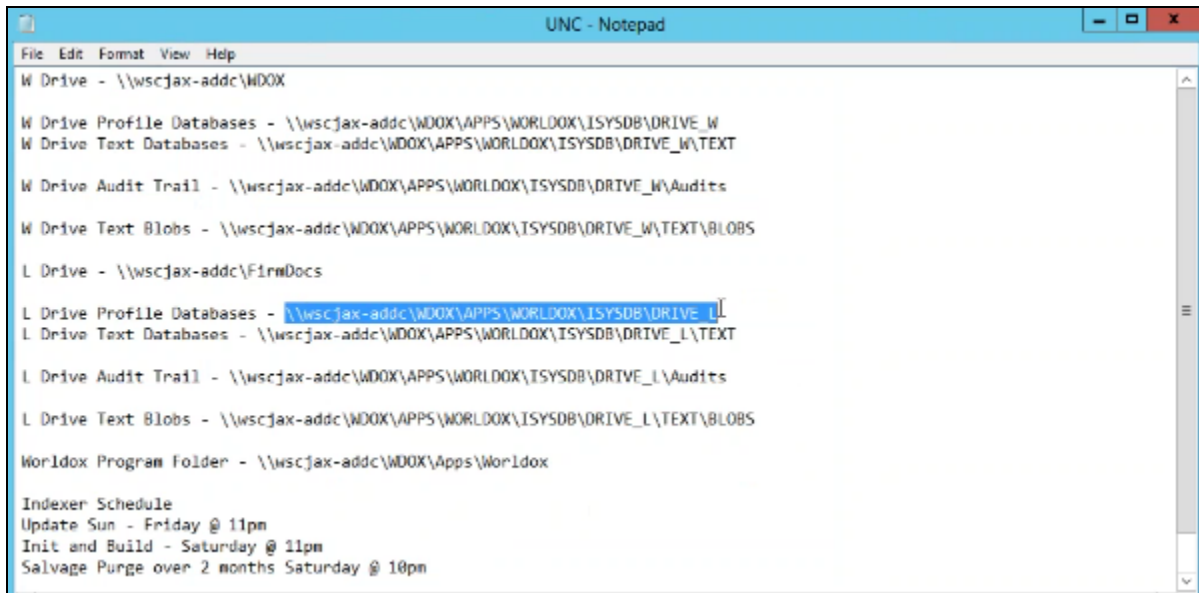 UNC - Notepad
File Edit Format View Help
W Drive - \\wscjax-addc\WDOX
W Drive Profile Databases - \\wscjax-addc\WDOX\APPS\WORLDOX\ISYSDB\DRIVE_W
W Drive Text Databases - \\wscjax-addc\WDOX\APPS\WORLDOX\ISYSDB\DRIVE_W\TEXT
W Drive Audit Trail - \\wscjax-addc\WDOX\APPS\WORLDOX\ISYSDB\DRIVE_W\Audits
W Drive Text Blobs - \\wscjax-addc\WDOX\APPS\WORLDOX\ISYSDB\DRIVE_W\TEXT\BLOBS
L Drive - \\wscjax-addc\FirmDocs
L Drive Profile Databases - \\wscjax-addc\WDOX\APPS\WORLDOX\ISYSDB\DRIVE_L
L Drive Text Databases - \\wscjax-addc\WDOX\APPS\WORLDOX\ISYSDB\DRIVE_L\TEXT
L Drive Audit Trail - \\wscjax-addc\WDOX\APPS\WORLDOX\ISYSDB\DRIVE_L\Audits
L Drive Text Blobs - \\wscjax-addc\WDOX\APPS\WORLDOX\ISYSDB\DRIVE_L\TEXT\BLOBS
Worldox Program Folder - \\wscjax-addc\WDOX\Apps\Worldox
Indexer Schedule
Update Sun - Friday @ 11pm
Init and Build - Saturday @ 11pm
Salvage Purge over 2 months Saturday @ 10pm